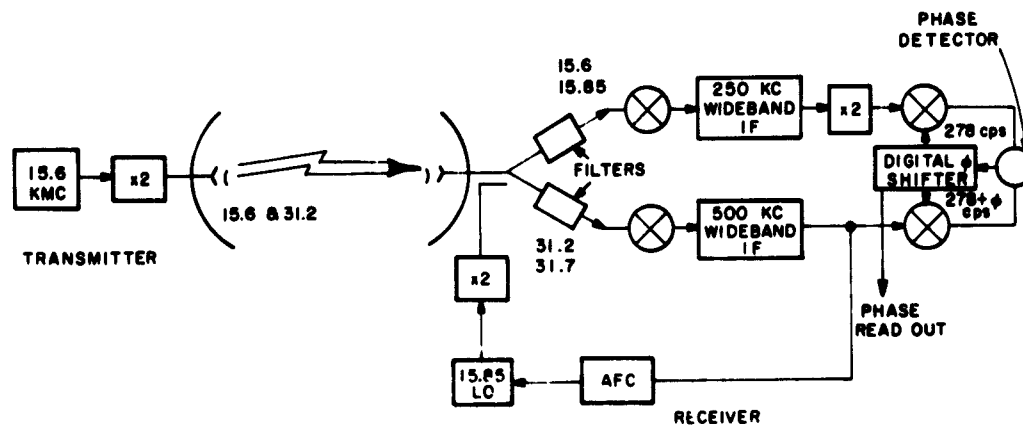 PHASE
DETECTOR
15.6
15.85
250 KC
WIDEBAND
IF
x2
278 cps
15.6
KMC
x2
15.6 & 31.2
FILTERS
DIGITAL ϕ
SHIFTER
278+ ϕ
cps
TRANSMITTER
31.2
31.7
500 KC
WIDEBAND
IF
x2
PHASE
READ OUT
15.85
LO
AFC
RECEIVER